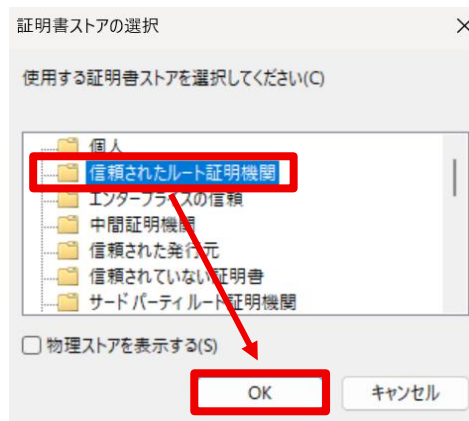 証明書ストアの選択
使用する証明書ストアを選択してください(C)
個人
信頼されたルート証明機関
エンタープライズの信頼
中間証明機関
信頼された発行元
信頼されていない証明書
サード パーティ ルート証明機関
物理ストアを表示する(S)
OK
キャンセル